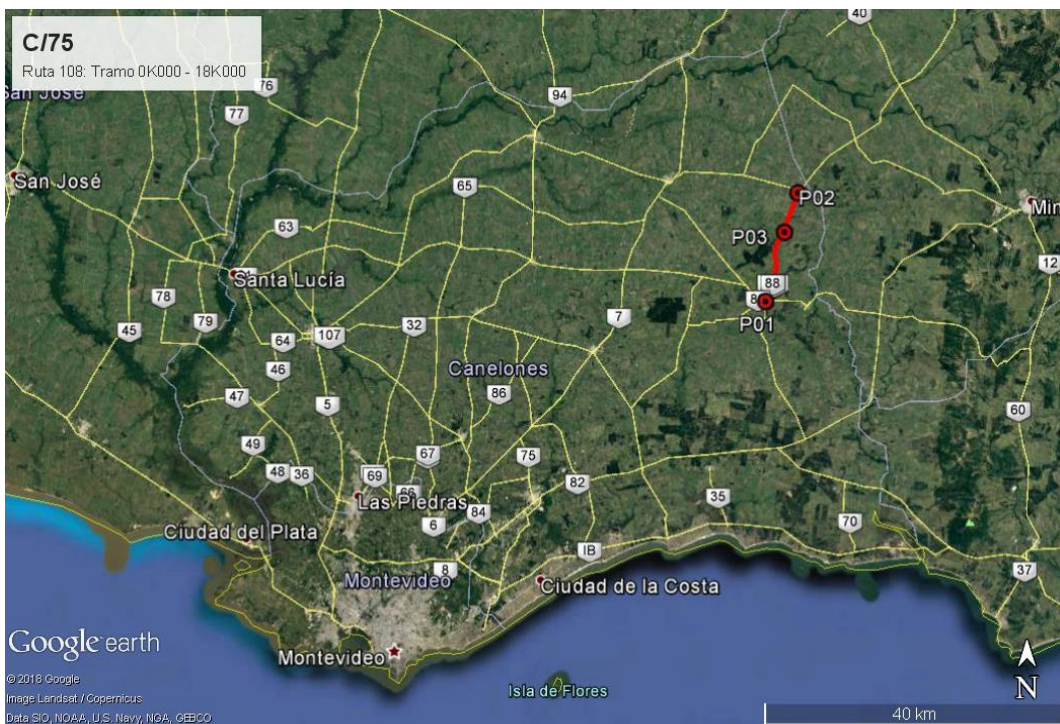 C/75
Ruta 108: Tramo 0K000 - 18K000
40
San José
76
94
77
San José
65
P02
Min
63
P03
12
Santa Lucía
88
78
P01
79
45
32
7
64
107
46
Canelones
86
47
5
60
49
67
75
48
36
69
82
Las Piedras
35
84
6
70
Ciudad del Plata
IB
8
37
Montevideo
Ciudad de la Costa
Google earth
Montevideo
N
© 2018 Google
Image Landsat / Copernicus
Isla de Flores
Data SIO, NOAA, U.S. Navy, NGA, GEBCO
40 km